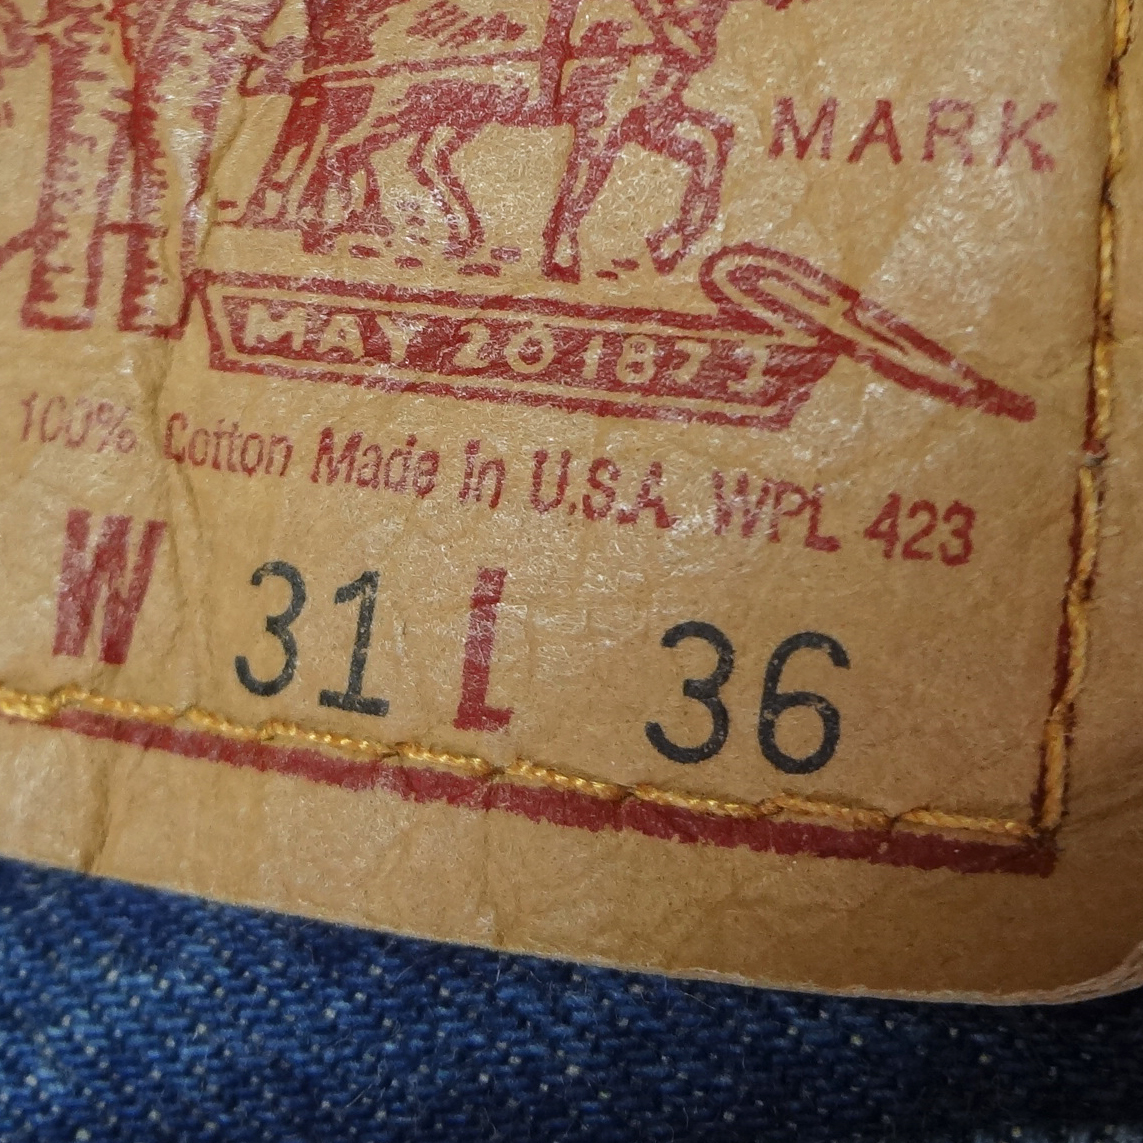 MARK
MAY 20 1873
100% Cotton Made in U.S.A. WPL 423
W 31 L 36